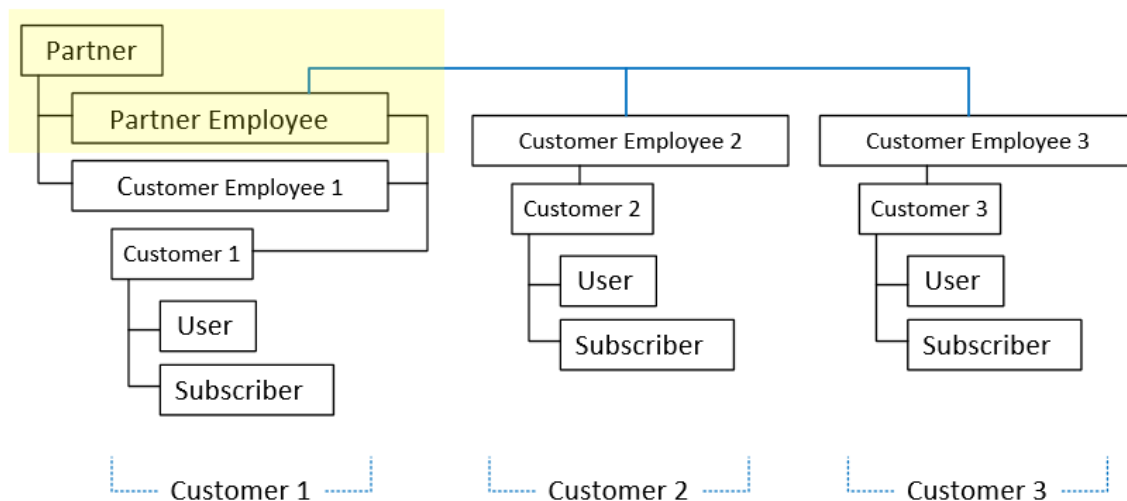 Partner
Partner Employee
Customer Employee 1
Customer 1
User
Subscriber
Customer Employee 2
Customer 2
User
Subscriber
Customer Employee 3
Customer 3
User
Subscriber
Customer 1
Customer 2
Customer 3